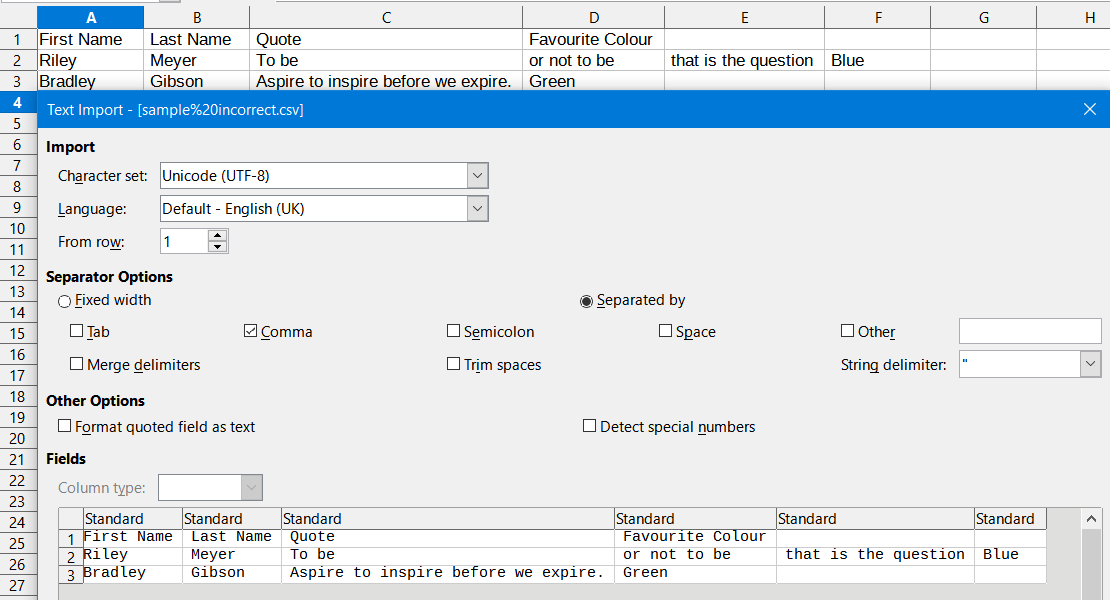 A B C D E F G H
1 First Name Last Name Quote Favourite Colour
2 Riley Meyer To be or not to be that is the question Blue
3 Bradley Gibson Aspire to inspire before we expire. Green
4 Text Import - [sample%20incorrect.csv]
5
6 Import
7 Character set: Unicode (UTF-8)
8
9 Language: Default - English (UK)
10
11 From row: 1
12 Separator Options
13 Fixed width Separated by
14
15 Tab Comma Semicolon Space Other
16
17 Merge delimiters Trim spaces String delimiter: "
18
19 Other Options
20 Format quoted field as text Detect special numbers
21 Fields
22
23 Column type:
24 Standard Standard Standard Standard Standard Standard
25 1 First Name Last Name Quote Favourite Colour
26 2 Riley Meyer To be or not to be that is the question Blue
27 3 Bradley Gibson Aspire to inspire before we expire. Green